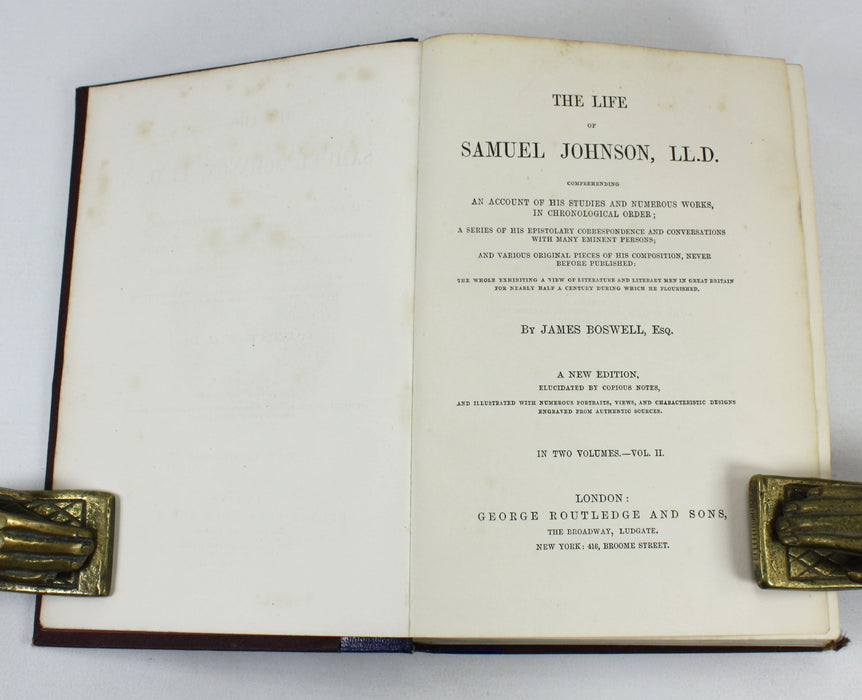 THE LIFE
OF
SAMUEL JOHNSON, LL.D.
COMPREHENDING
AN ACCOUNT OF HIS STUDIES AND NUMEROUS WORKS,
IN CHRONOLOGICAL ORDER;
A SERIES OF HIS EPISTOLARY CORRESPONDENCE AND CONVERSATIONS
WITH MANY EMINENT PERSONS;
AND VARIOUS ORIGINAL PIECES OF HIS COMPOSITION, NEVER
BEFORE PUBLISHED:
THE WHOLE EXHIBITING A VIEW OF LITERATURE AND LITERARY MEN IN GREAT BRITAIN
FOR NEARLY HALF A CENTURY DURING WHICH HE FLOURISHED.
BY JAMES BOSWELL, ESQ.
A NEW EDITION,
ELUCIDATED BY COPIOUS NOTES,
AND ILLUSTRATED WITH NUMEROUS PORTRAITS, VIEWS, AND CHARACTERISTIC DESIGNS
ENGRAVED FROM AUTHENTIC SOURCES.
IN TWO VOLUMES.—VOL. II.
LONDON:
GEORGE ROUTLEDGE AND SONS,
THE BROADWAY, LUDGATE.
NEW YORK: 416, BROOME STREET.